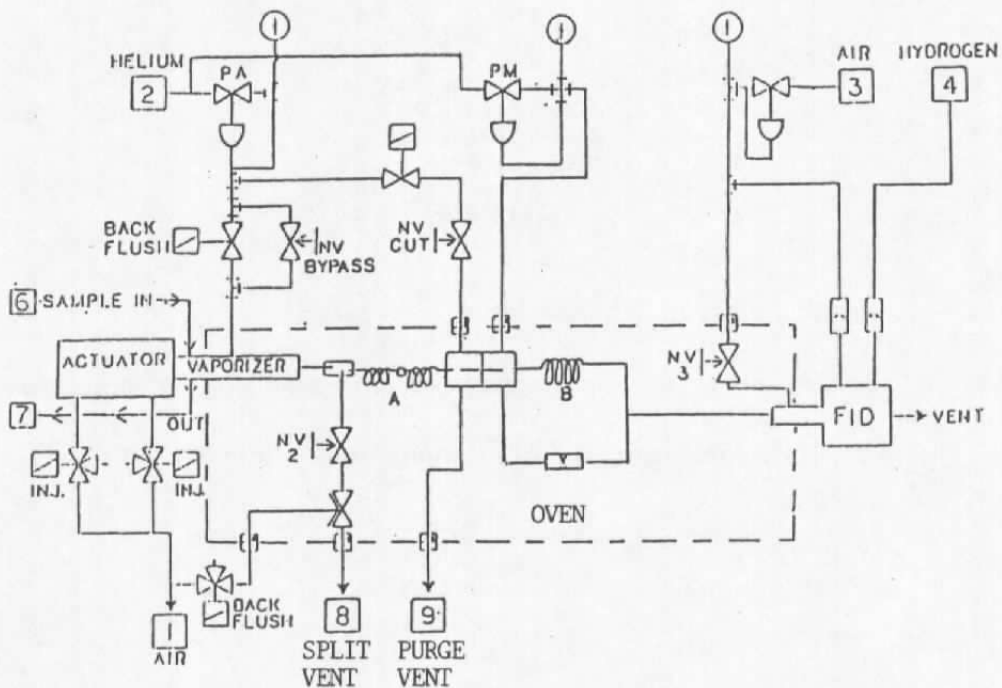 HELIUM
2
PA
PM
AIR
3
HYDROGEN
4
BACK
FLUSH
NV
BYPASS
NV
CUT
6 SAMPLE IN
ACTUATOR
VAPORIZER
A
B
NV
3
FID
VENT
7
OUT
NV
2
INJ.
INJ.
OVEN
BACK
FLUSH
1
AIR
8
SPLIT
VENT
9
PURGE
VENT